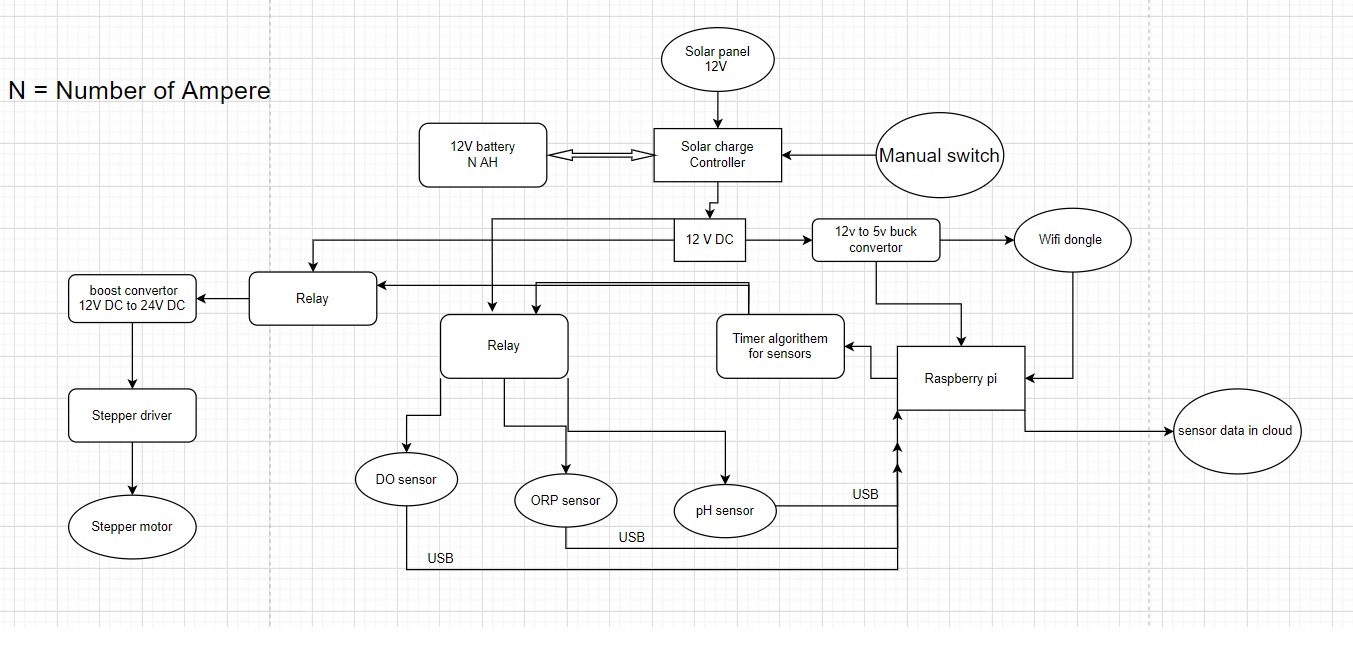 Solar panel
12V
N = Number of Ampere
12V battery
N AH
Solar charge
Controller
Manual switch
12 V DC
12v to 5v buck
convertor
Wifi dongle
boost convertor
12V DC to 24V DC
Relay
Relay
Timer algorithem
for sensors
Raspberry pi
Stepper driver
sensor data in cloud
DO sensor
ORP sensor
pH sensor
USB
Stepper motor
USB
USB